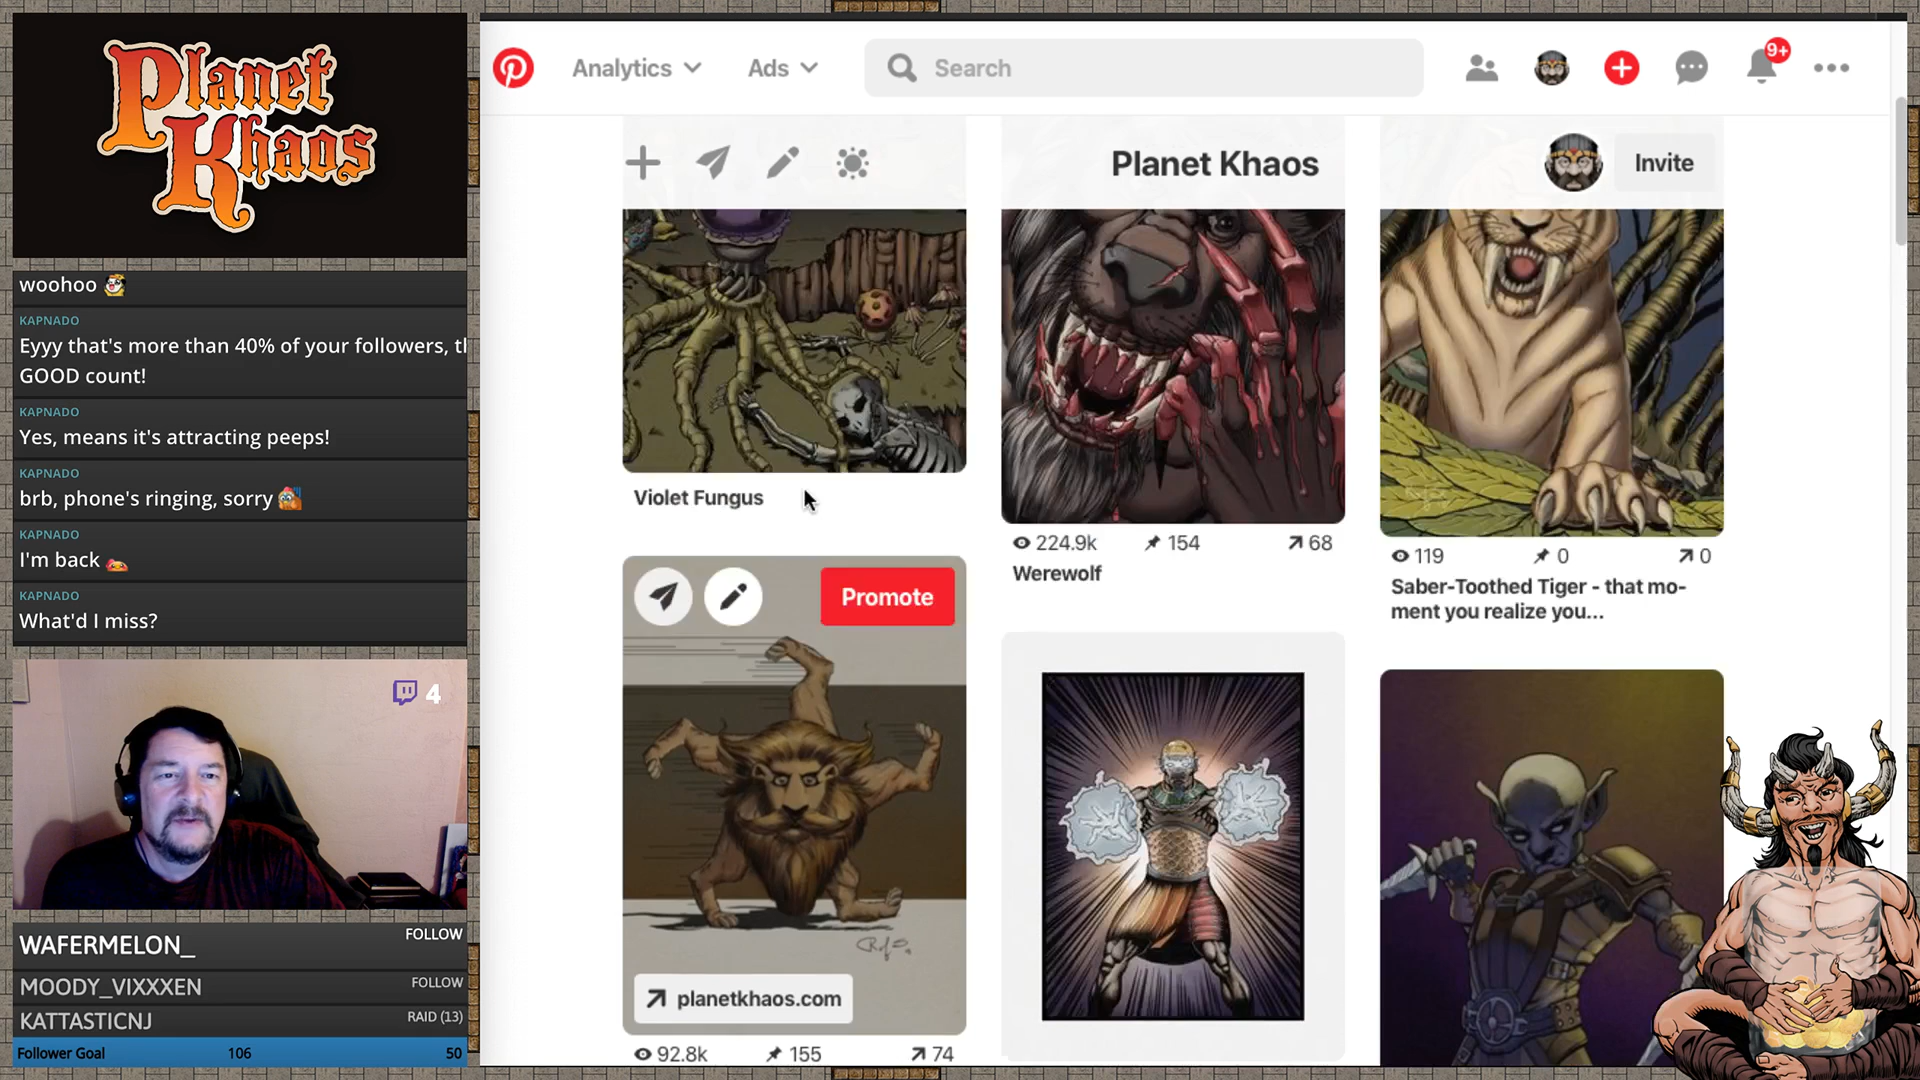 Planet
Khaos
woohoo
KAPNADO
Eyyy that's more than 40% of your followers, th
GOOD count!
KAPNADO
Yes, means it's attracting peeps!
KAPNADO
brb, phone's ringing, sorry
KAPNADO
I'm back
KAPNADO
What'd I miss?
4
WAFERMELON_ FOLLOW
MOODY_VIXXXEN FOLLOW
KATTASTICNJ RAID (13)
Follower Goal 106 50
Analytics Ads Search 9+
Planet Khaos Invite
Violet Fungus
Promote
planetkhaos.com
92.8k 155 74
224.9k 154 68
Werewolf
119 0 0
Saber-Toothed Tiger - that mo-
ment you realize you...